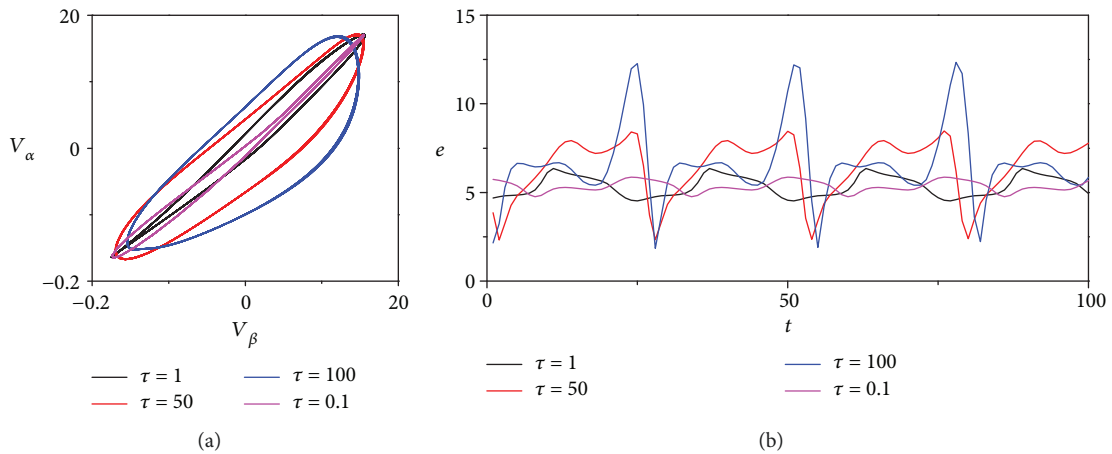 20
V_α
0
−0.2
−0.2
0
20
V_β
τ = 1
τ = 100
τ = 50
τ = 0.1
(a)
15
10
e
5
0
0
50
100
t
τ = 1
τ = 100
τ = 50
τ = 0.1
(b)